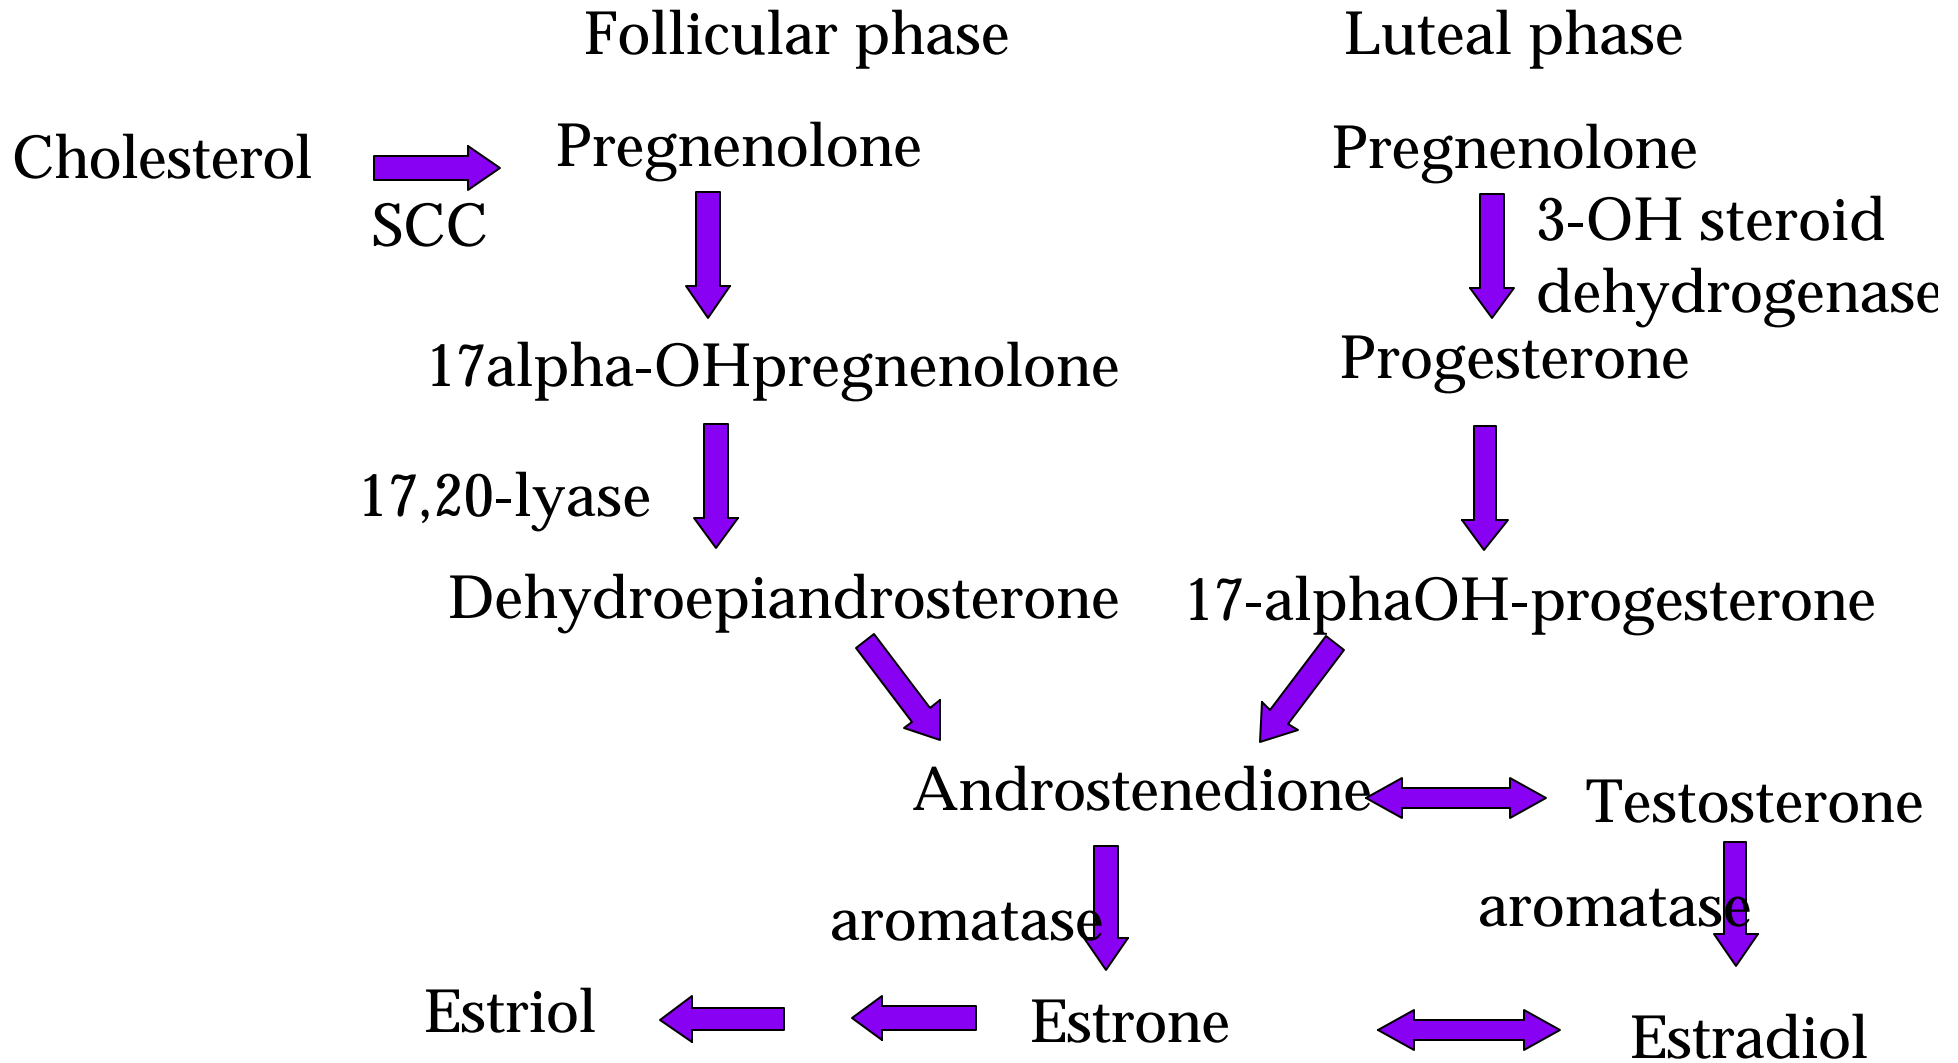 Follicular phase
Luteal phase
Cholesterol
Pregnenolone
Pregnenolone
SCC
3-OH steroid
dehydrogenase
17alpha-OHpregnenolone
Progesterone
17,20-lyase
Dehydroepiandrosterone
17-alphaOH-progesterone
Androstenedione
Testosterone
aromatase
aromatase
Estriol
Estrone
Estradiol